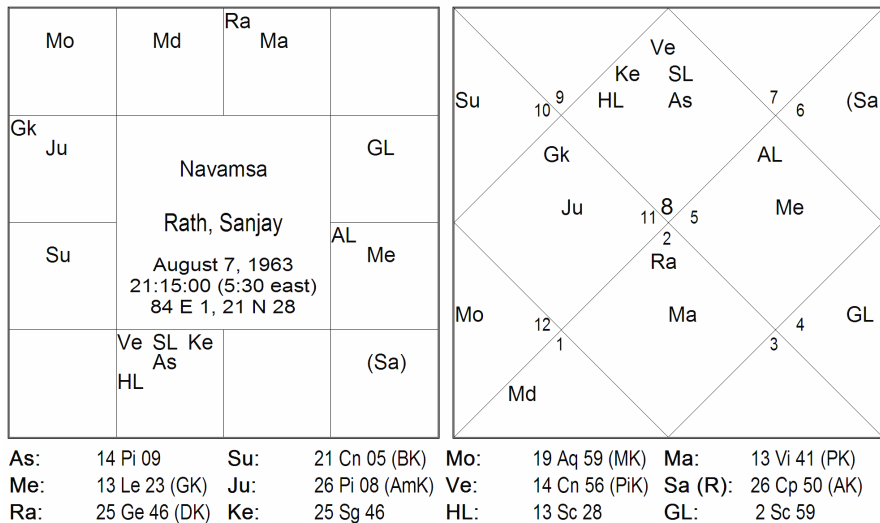 Mo Md Ra Ma
Gk Ju GL
Navamsa
Rath, Sanjay
August 7, 1963
21:15:00 (5:30 east)
84 E 1, 21 N 28
Su AL Me
Ve SL Ke
As
HL
(Sa)
Ve
Ke SL
HL As
Su 10 9 7 6 (Sa
Gk AL
Ju 11 8 5 Me
2
Ra
Mo 12 Ma 4 GL
1 3
Md
As: 14 Pi 09 Su: 21 Cn 05 (BK) Mo: 19 Aq 59 (MK) Ma: 13 Vi 41 (PK)
Me: 13 Le 23 (GK) Ju: 26 Pi 08 (AmK) Ve: 14 Cn 56 (PiK) Sa (R): 26 Cp 50 (AK)
Ra: 25 Ge 46 (DK) Ke: 25 Sg 46 HL: 13 Sc 28 GL: 2 Sc 59